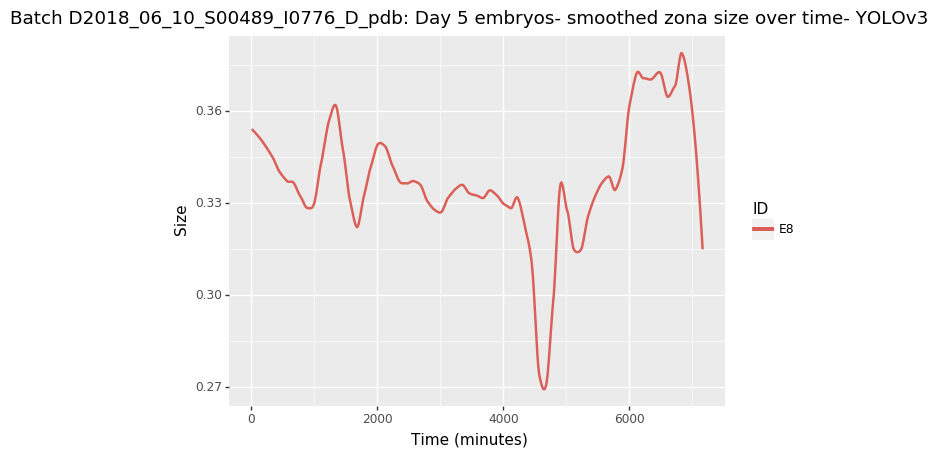 Batch D2018_06_10_S00489_I0776_D_pdb: Day 5 embryos- smoothed zona size over time- YOLOv3
0.36
0.33
0.30
0.27
Size
0
2000
4000
6000
Time (minutes)
ID
E8